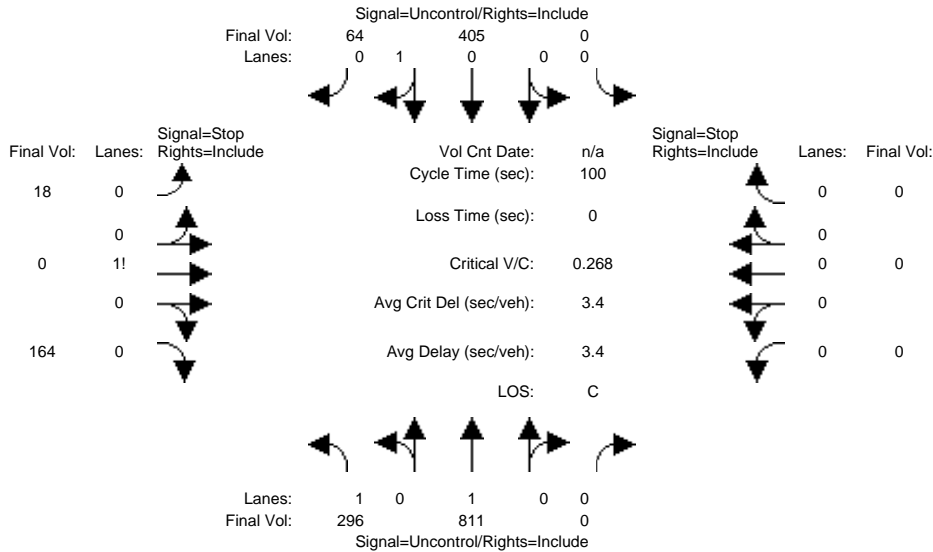 Signal=Uncontrol/Rights=Include
Final Vol: 64 405 0
Lanes: 0 1 0 0 0
Signal=Stop
Final Vol: Lanes: Rights=Include
Vol Cnt Date: n/a
Signal=Stop
Rights=Include Lanes: Final Vol:
Cycle Time (sec): 100
18 0
0 0
Loss Time (sec): 0
0
0
0 1!
Critical V/C: 0.268
0 0
0
Avg Crit Del (sec/veh): 3.4
0
164 0
Avg Delay (sec/veh): 3.4
0 0
LOS: C
Lanes: 1 0 1 0 0
Final Vol: 296 811 0
Signal=Uncontrol/Rights=Include